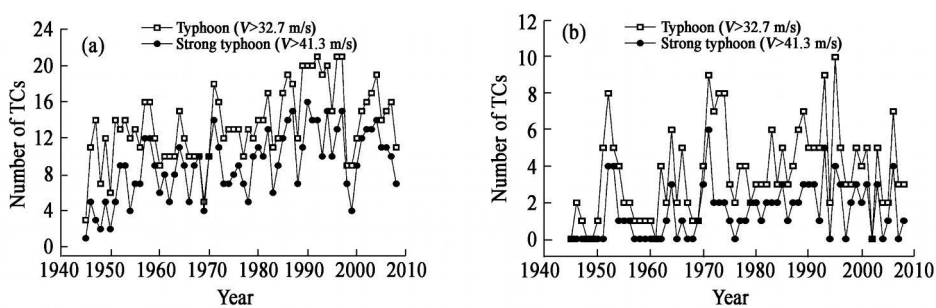 (a)
Typhoon (V>32.7 m/s)
Strong typhoon (V>41.3 m/s)
Number of TCs
24
20
16
12
8
4
0
1940 1950 1960 1970 1980 1990 2000 2010
Year
(b)
Typhoon (V>32.7 m/s)
Strong typhoon (V>41.3 m/s)
Number of TCs
12
10
8
6
4
2
0
1940 1950 1960 1970 1980 1990 2000 2010
Year